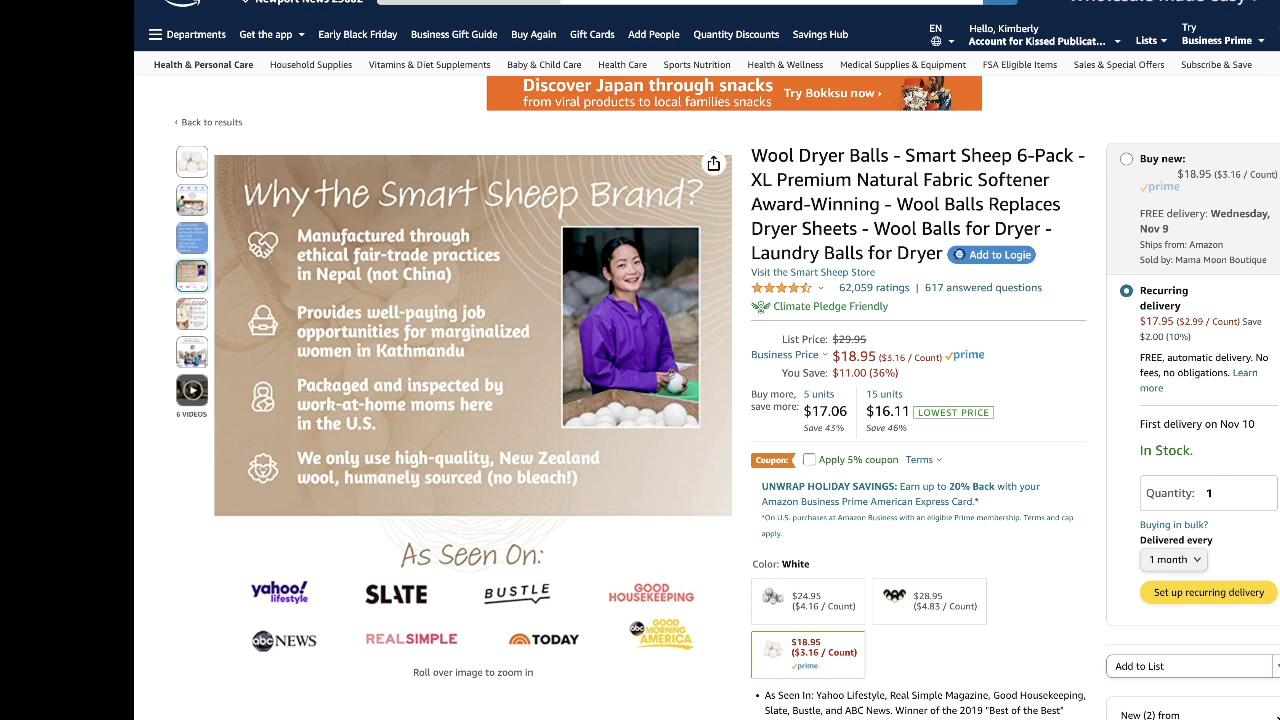 Departments Get the app Early Black Friday Business Gift Guide Buy Again Gift Cards Add People Quantity Discounts Savings Hub
EN
Hello, Kimberly
Account for Kissed Publicat...
Lists
Try
Business Prime
Health & Personal Care Household Supplies Vitamins & Diet Supplements Baby & Child Care Health Care Sports Nutrition Health & Wellness Medical Supplies & Equipment FSA Eligible Items Sales & Special Offers Subscribe & Save
Discover Japan through snacks
from viral products to local families snacks
Try Bokksu now ›
‹ Back to results
6 VIDEOS
Why the Smart Sheep Brand?
Manufactured through
ethical fair-trade practices
in Nepal (not China)
Provides well-paying job
opportunities for marginalized
women in Kathmandu
Packaged and inspected by
work-at-home moms here
in the U.S.
We only use high-quality, New Zealand
wool, humanely sourced (no bleach!)
As Seen On:
yahoo!
lifestyle
SLATE
BUSTLE
GOOD
HOUSEKEEPING
abc NEWS
REALSIMPLE
TODAY
abc GOOD
MORNING
AMERICA
Roll over image to zoom in
Wool Dryer Balls - Smart Sheep 6-Pack -
XL Premium Natural Fabric Softener
Award-Winning - Wool Balls Replaces
Dryer Sheets - Wool Balls for Dryer -
Laundry Balls for Dryer Add to Logie
Visit the Smart Sheep Store
62,059 ratings | 617 answered questions
Climate Pledge Friendly
List Price: $29.95
Business Price $18.95 ($3.16 / Count) prime
You Save: $11.00 (36%)
Buy more,
save more:
5 units
$17.06
Save 43%
15 units
$16.11 LOWEST PRICE
Save 46%
Coupon: Apply 5% coupon Terms
UNWRAP HOLIDAY SAVINGS: Earn up to 20% Back with your
Amazon Business Prime American Express Card.*
*On U.S. purchases at Amazon Business with an eligible Prime membership. Terms and cap
apply.
Color: White
$24.95
($4.16 / Count)
$28.95
($4.83 / Count)
$18.95
($3.16 / Count)
prime
• As Seen In: Yahoo Lifestyle, Real Simple Magazine, Good Housekeeping,
Slate, Bustle, and ABC News. Winner of the 2019 "Best of the Best"
Buy new:
$18.95 ($3.16 / Count)
prime
FREE delivery: Wednesday,
Nov 9
Ships from: Amazon
Sold by: Mama Moon Boutique
Recurring
delivery
$17.95 ($2.99 / Count) Save
$2.00 (10%)
FREE, automatic delivery. No
fees, no obligations. Learn
more
First delivery on Nov 10
In Stock.
Quantity: 1
Buying in bulk?
Delivered every
1 month
Set up recurring delivery
Add to List
New (2) from